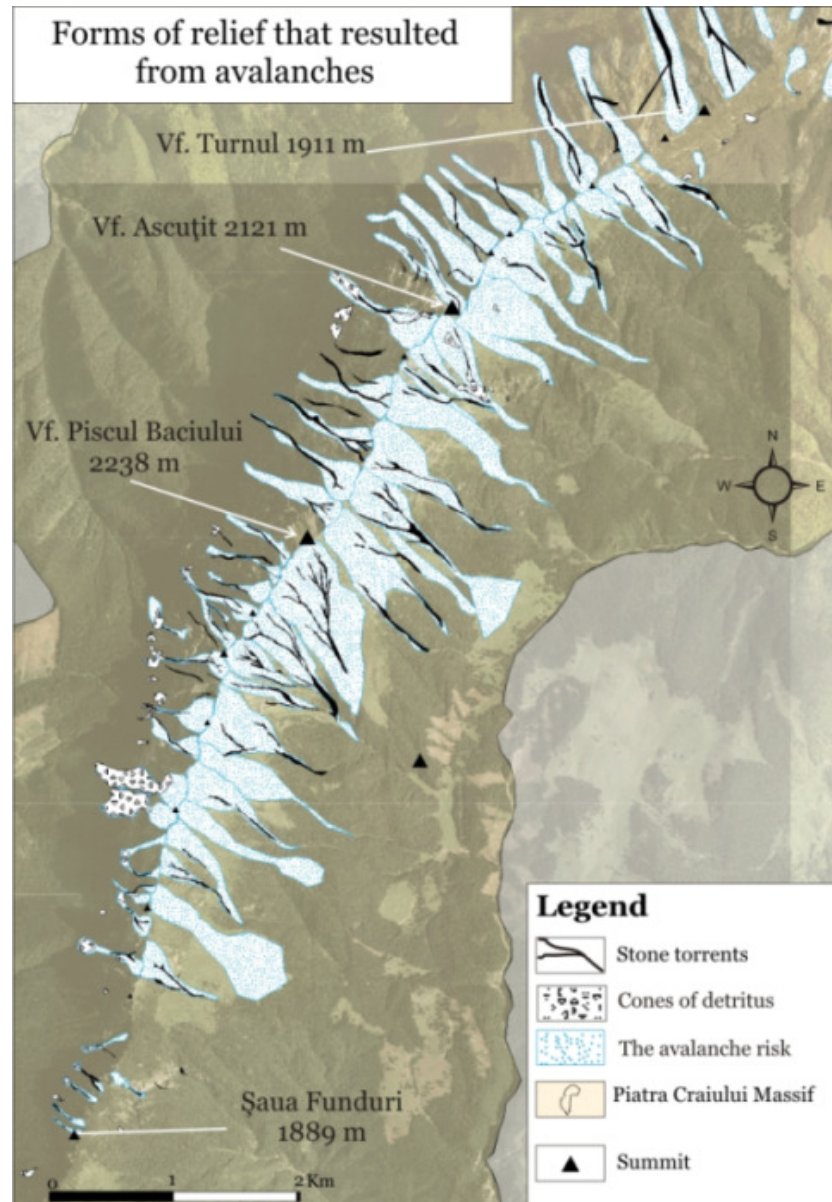 Forms of relief that resulted
from avalanches
Vf. Turnul 1911 m
Vf. Ascuţit 2121 m
Vf. Piscul Baciului
2238 m
N
W
E
S
Şaua Funduri
1889 m
0
1
2 Km
Legend
Stone torrents
Cones of detritus
The avalanche risk
Piatra Craiului Massif
Summit